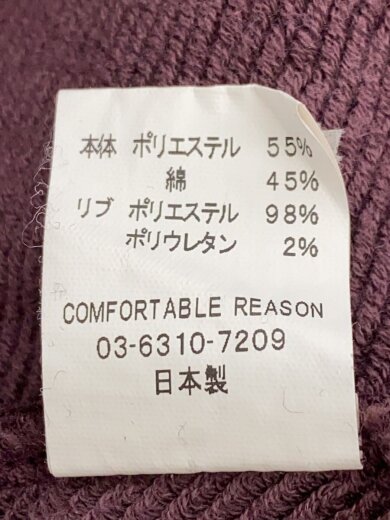 本体 ポリエステル 55%
綿 45%
リブ ポリエステル 98%
ポリウレタン 2%
COMFORTABLE REASON
03-6310-7209
日本製